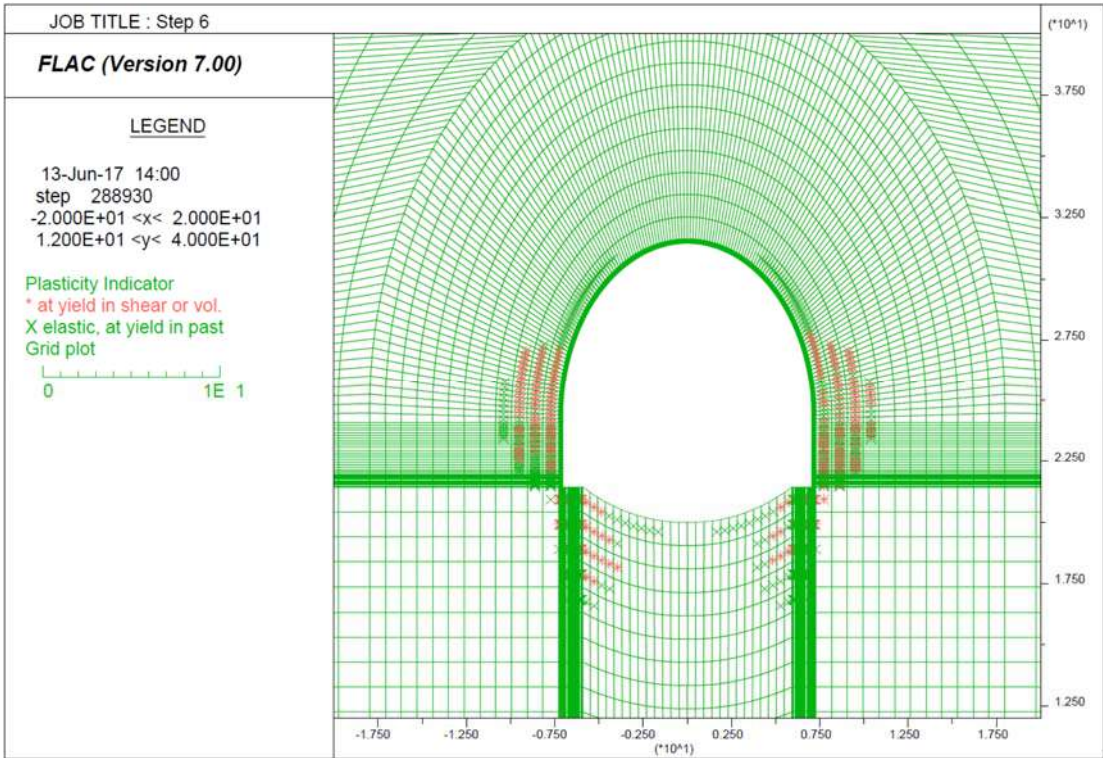 JOB TITLE : Step 6
FLAC (Version 7.00)
LEGEND
13-Jun-17 14:00
step 288930
-2.000E+01 <x< 2.000E+01
1.200E+01 <y< 4.000E+01
Plasticity Indicator
* at yield in shear or vol.
X elastic, at yield in past
Grid plot
0 1E 1
(*10^1)
3.750
3.250
2.750
2.250
1.750
1.250
-1.750 -1.250 -0.750 -0.250 0.250 0.750 1.250 1.750
(*10^1)